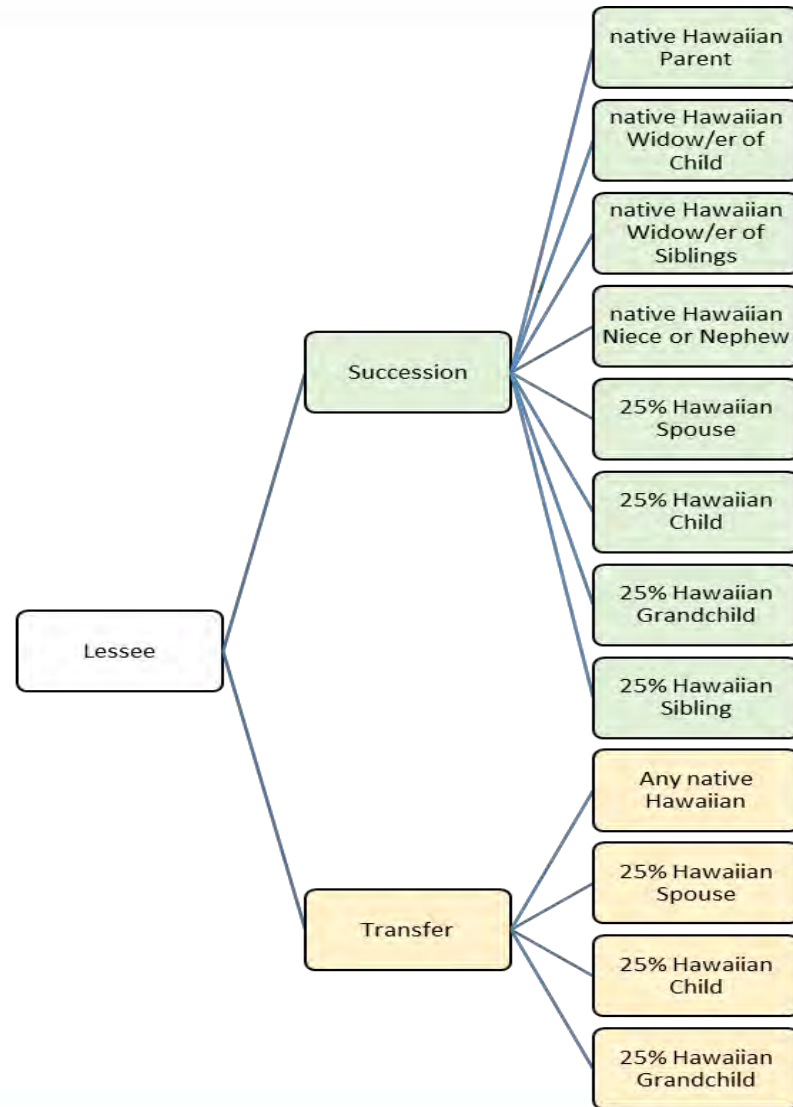 native Hawaiian
Parent
native Hawaiian
Widow/er of
Child
native Hawaiian
Widow/er of
Siblings
native Hawaiian
Niece or Nephew
Succession
25% Hawaiian
Spouse
25% Hawaiian
Child
25% Hawaiian
Grandchild
Lessee
25% Hawaiian
Sibling
Any native
Hawaiian
25% Hawaiian
Spouse
Transfer
25% Hawaiian
Child
25% Hawaiian
Grandchild